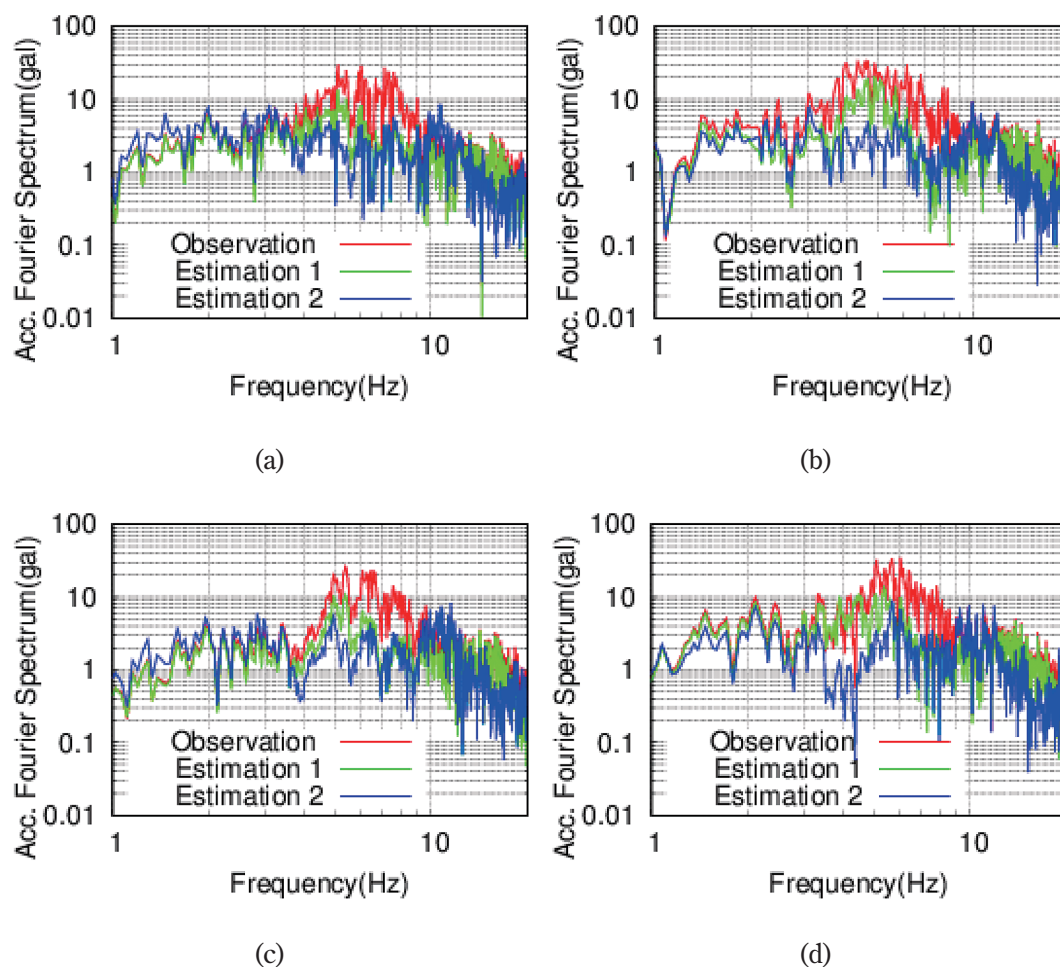 Acc. Fourier Spectrum(gal)
100
10
1
0.1
0.01
Observation
Estimation 1
Estimation 2
1
10
Frequency(Hz)
(a)
Acc. Fourier Spectrum(gal)
100
10
1
0.1
0.01
Observation
Estimation 1
Estimation 2
1
10
Frequency(Hz)
(b)
Acc. Fourier Spectrum(gal)
100
10
1
0.1
0.01
Observation
Estimation 1
Estimation 2
1
10
Frequency(Hz)
(c)
Acc. Fourier Spectrum(gal)
100
10
1
0.1
0.01
Observation
Estimation 1
Estimation 2
1
10
Frequency(Hz)
(d)